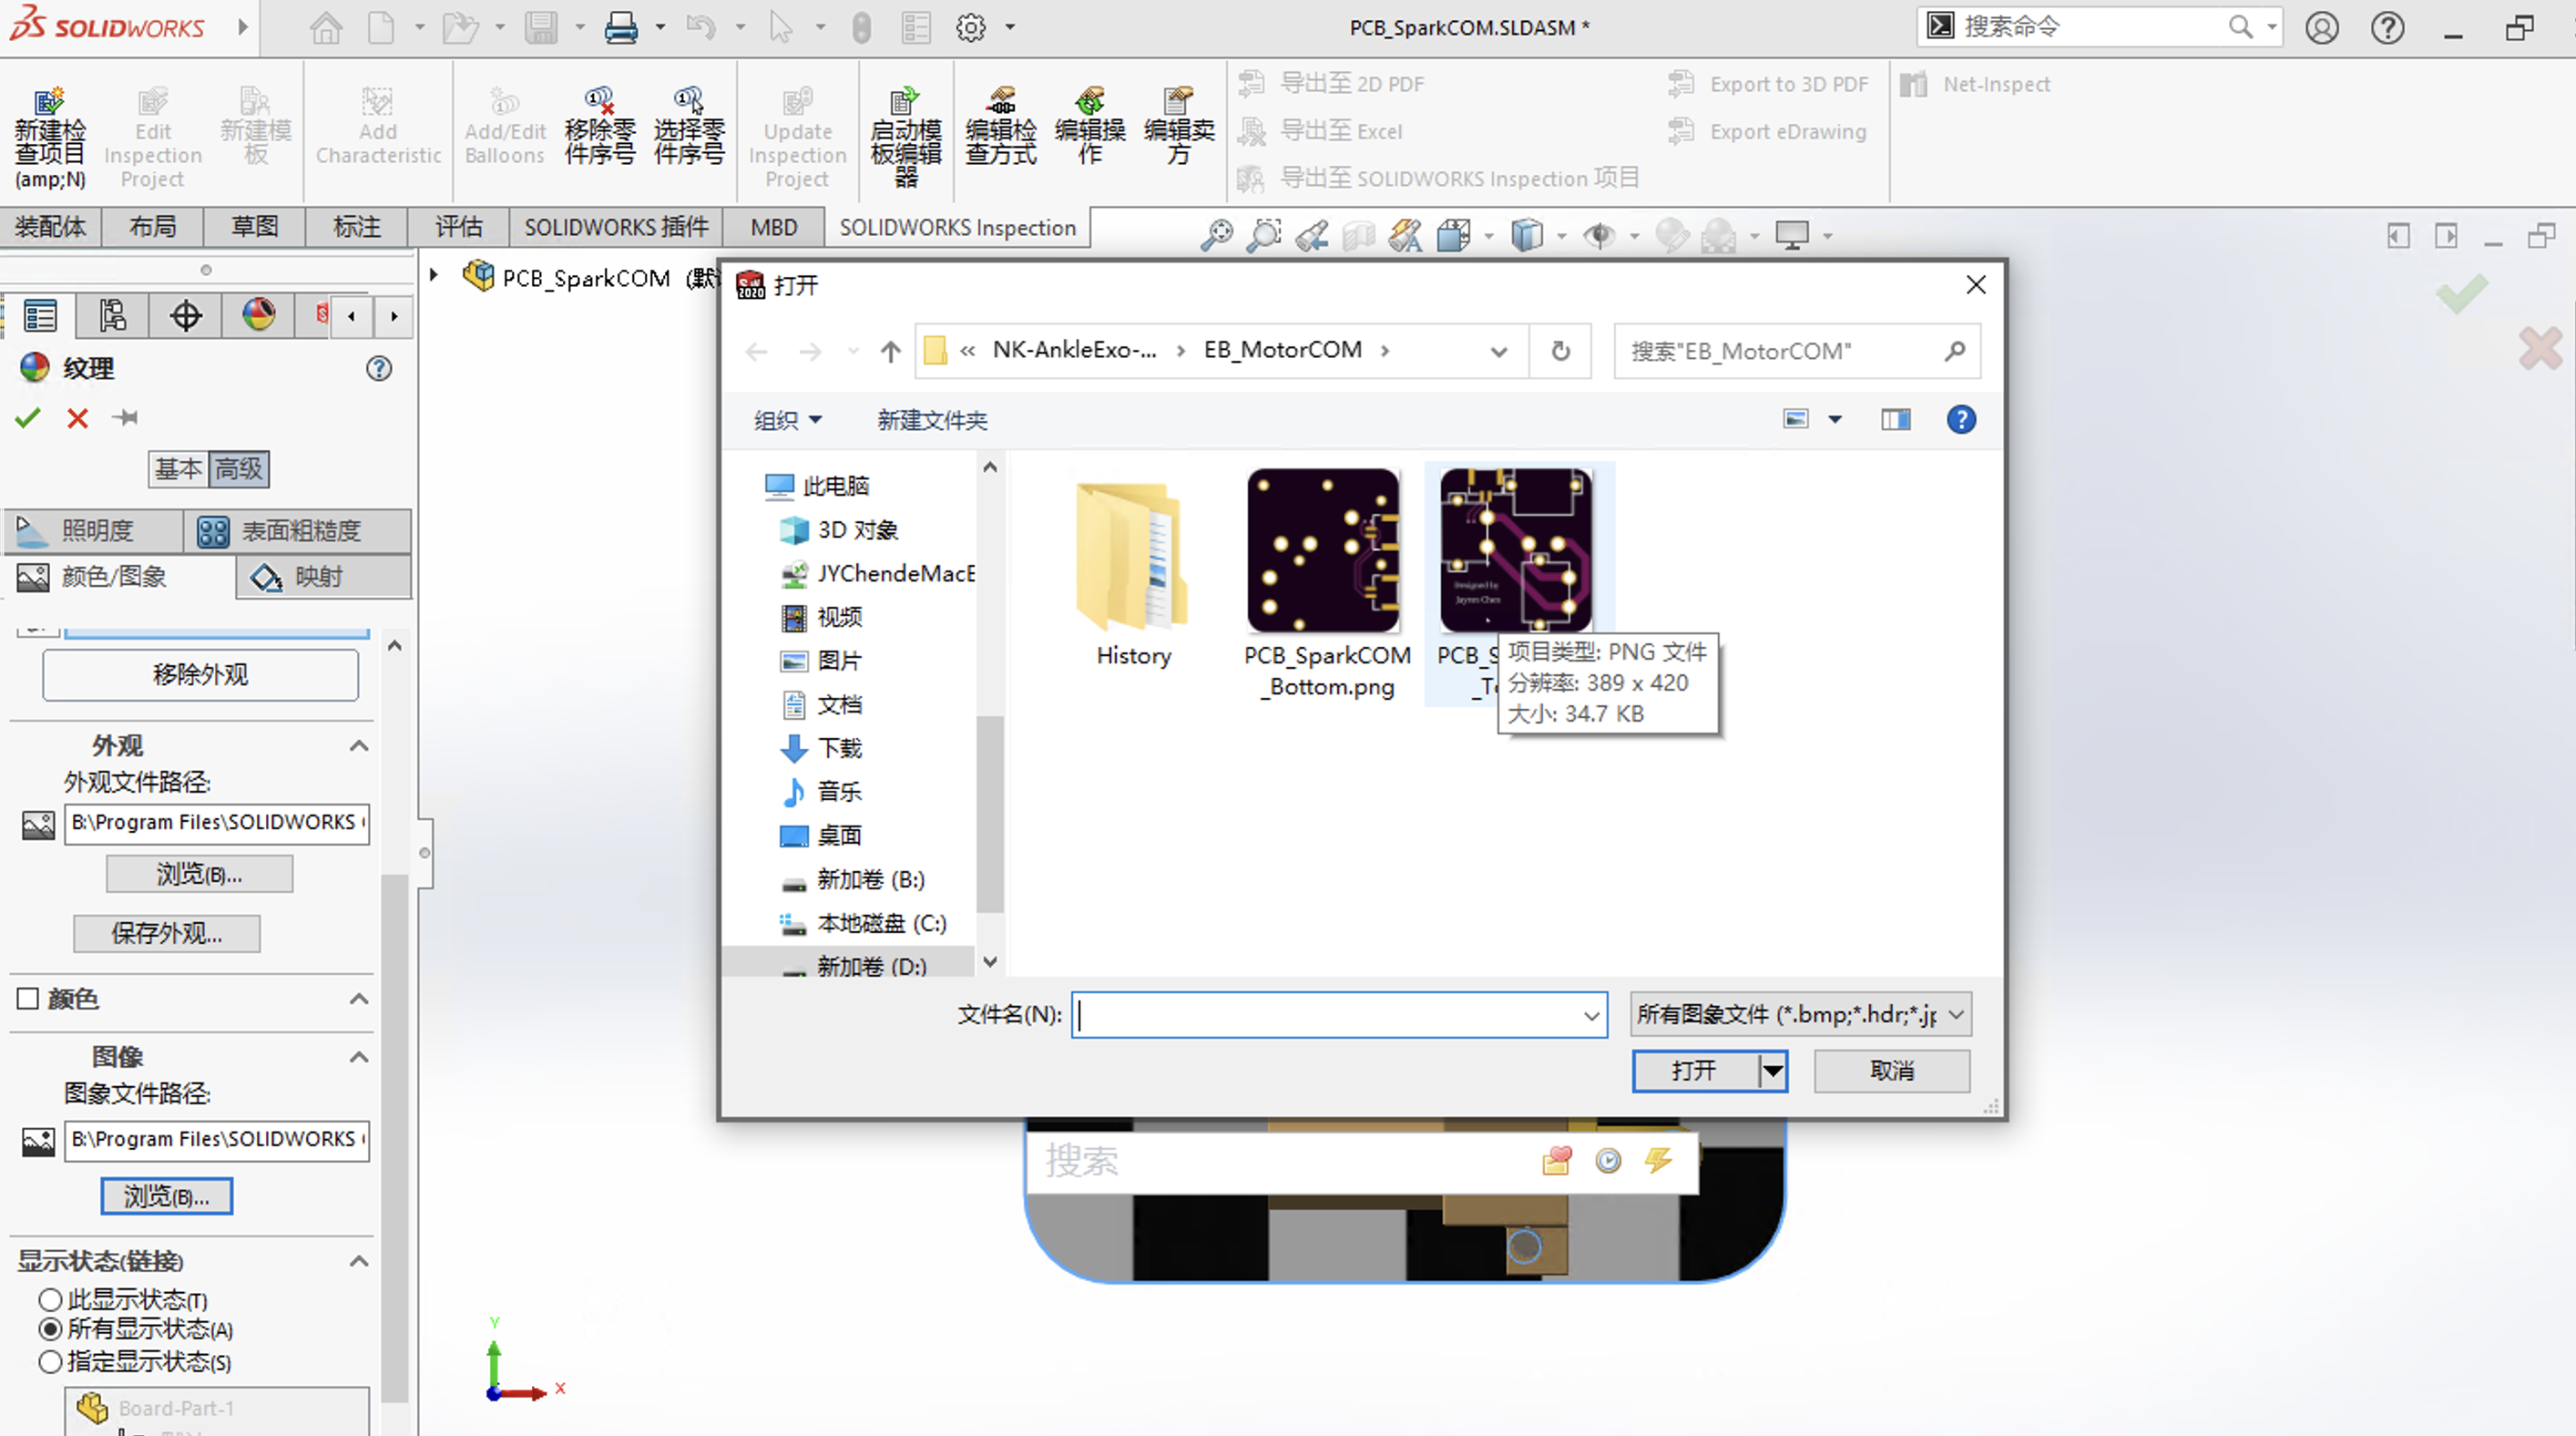 SOLIDWORKS
PCB_SparkCOM.SLDASM *
搜索命令
新建检查项目(amp;N)
Edit Inspection Project
新建模板
Add Characteristic
Add/Edit Balloons
移除零件序号
选择零件序号
Update Inspection Project
启动模板编辑器
编辑检查方式
编辑操作
编辑卖方
导出至 2D PDF
导出至 Excel
导出至 SOLIDWORKS Inspection 项目
Export to 3D PDF
Export eDrawing
Net-Inspect
装配体
布局
草图
标注
评估
SOLIDWORKS 插件
MBD
SOLIDWORKS Inspection
PCB_SparkCOM (默
纹理
基本
高级
照明度
表面粗糙度
颜色/图象
映射
移除外观
外观
外观文件路径:
B:\Program Files\SOLIDWORKS
浏览(B)...
保存外观...
颜色
图像
图象文件路径:
B:\Program Files\SOLIDWORKS
浏览(B)...
显示状态(链接)
此显示状态(T)
所有显示状态(A)
指定显示状态(S)
Board-Part-1
2020
打开
« NK-AnkleExo-... › EB_MotorCOM ›
搜索"EB_MotorCOM"
组织
新建文件夹
此电脑
3D 对象
JYChendeMacB
视频
图片
文档
下载
音乐
桌面
新加卷 (B:)
本地磁盘 (C:)
新加卷 (D:)
History
PCB_SparkCOM
_Bottom.png
Designed by
Jaymn Chen
PCB_S
_T
项目类型: PNG 文件
分辨率: 389 x 420
大小: 34.7 KB
文件名(N):
所有图象文件 (*.bmp;*.hdr;*.jp
打开
取消
搜索
Y
X